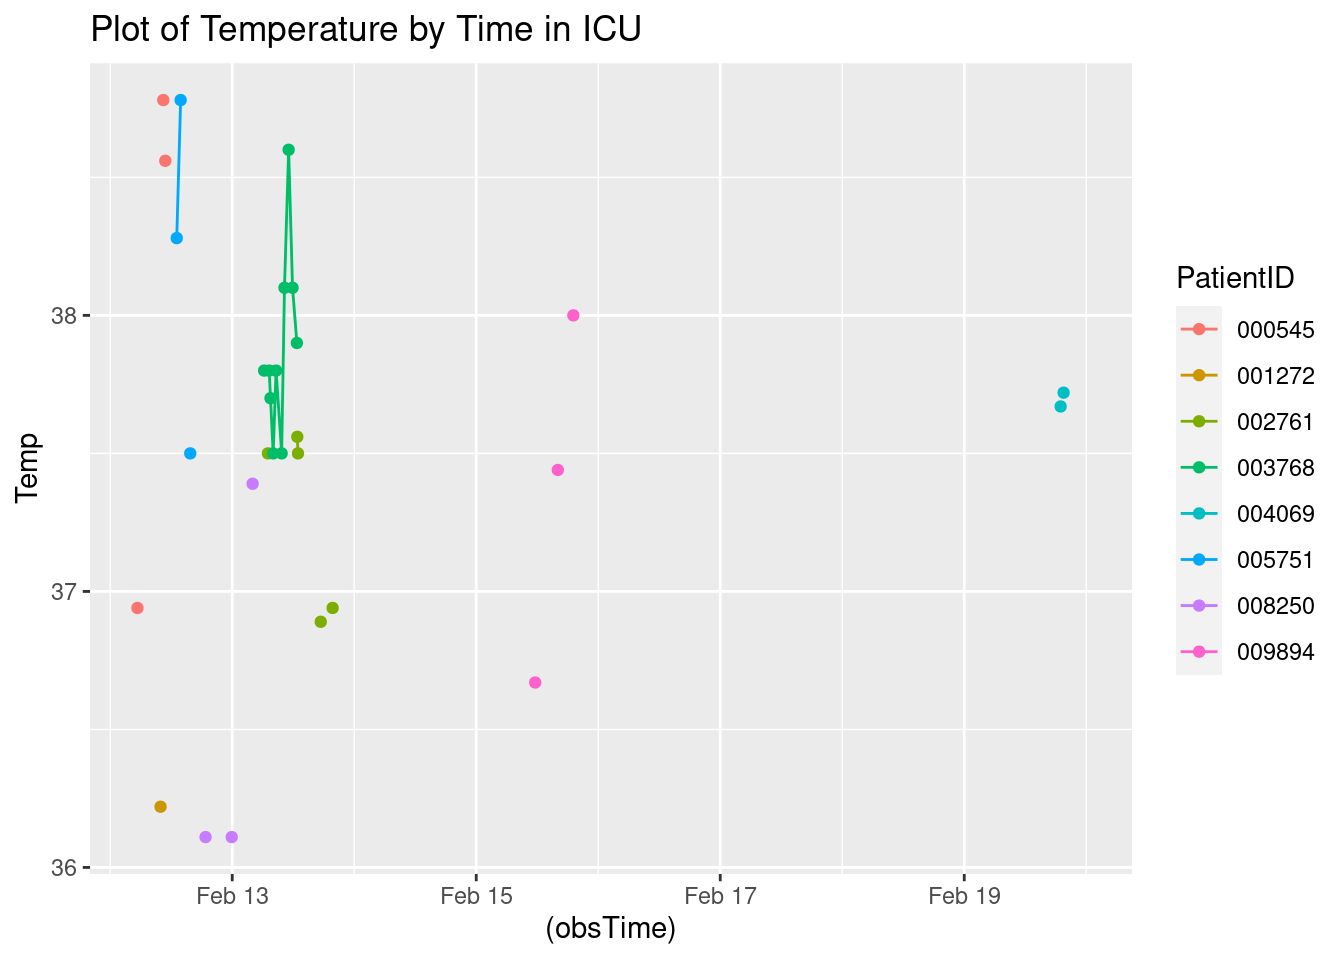 Plot of Temperature by Time in ICU
Temp
38
37
36
Feb 13
Feb 15
Feb 17
Feb 19
(obsTime)
PatientID
000545
001272
002761
003768
004069
005751
008250
009894